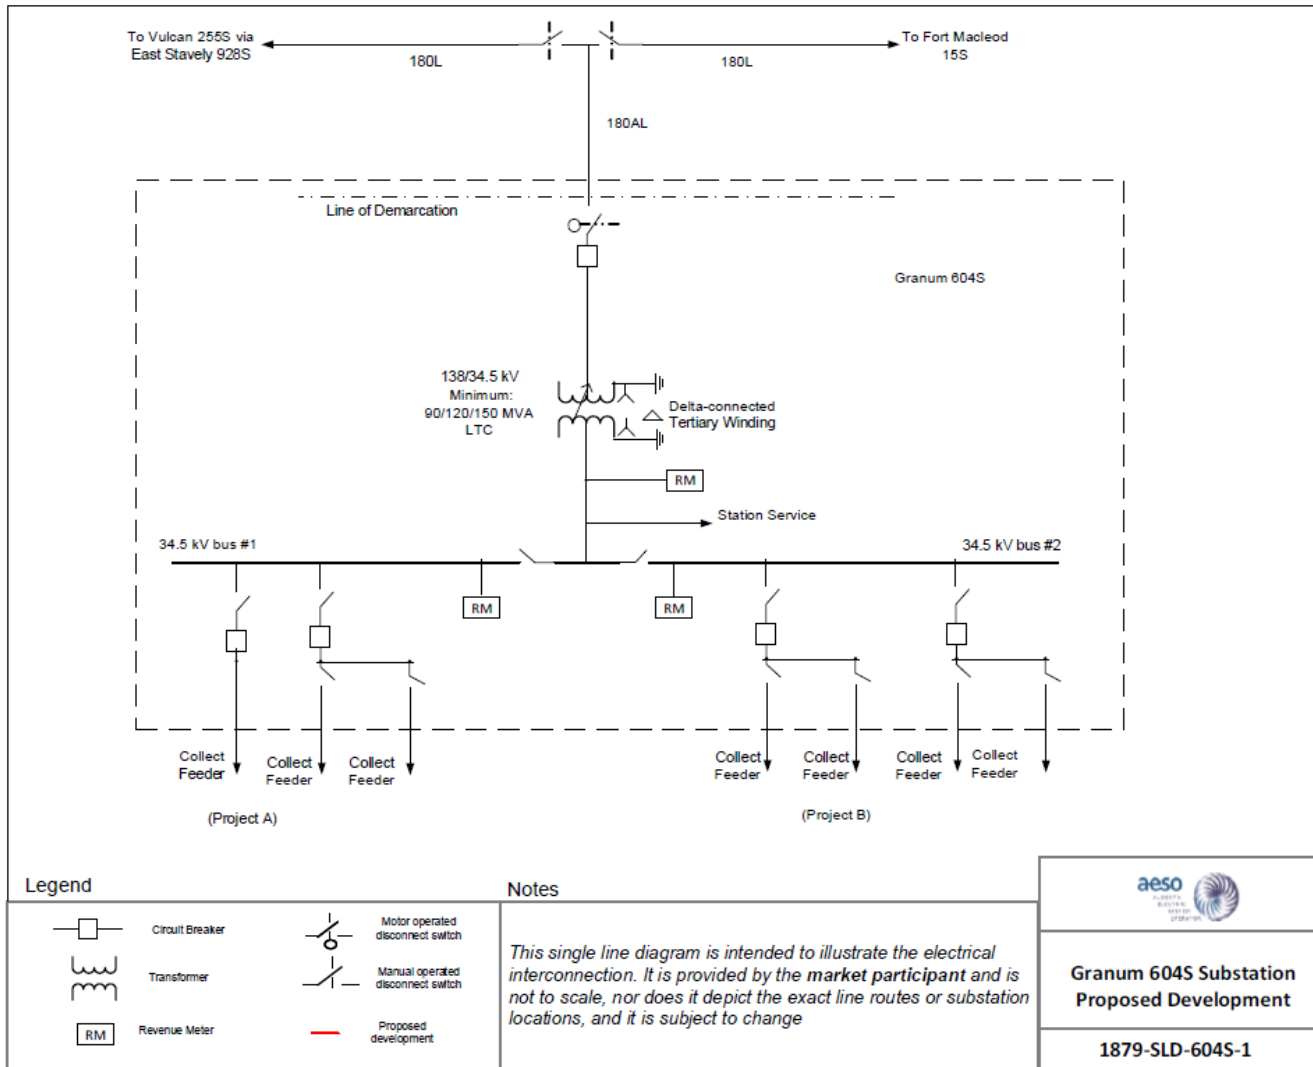 To Vulcan 255S via
East Stavely 928S
180L
180L
To Fort Macleod
15S
180AL
Line of Demarcation
Granum 604S
138/34.5 kV
Minimum:
90/120/150 MVA
LTC
Delta-connected
Tertiary Winding
RM
Station Service
34.5 kV bus #1
34.5 kV bus #2
RM
RM
Collect
Feeder
Collect
Feeder
Collect
Feeder
Collect
Feeder
Collect
Feeder
Collect
Feeder
Collect
Feeder
(Project A)
(Project B)
Legend
Circuit Breaker
Motor operated
disconnect switch
Transformer
Manual operated
disconnect switch
RM
Revenue Meter
Proposed
development
Notes
This single line diagram is intended to illustrate the electrical
interconnection. It is provided by the market participant and is
not to scale, nor does it depict the exact line routes or substation
locations, and it is subject to change
aeso
ALBERTA
ELECTRIC
SYSTEM
OPERATOR
Granum 604S Substation
Proposed Development
1879-SLD-604S-1